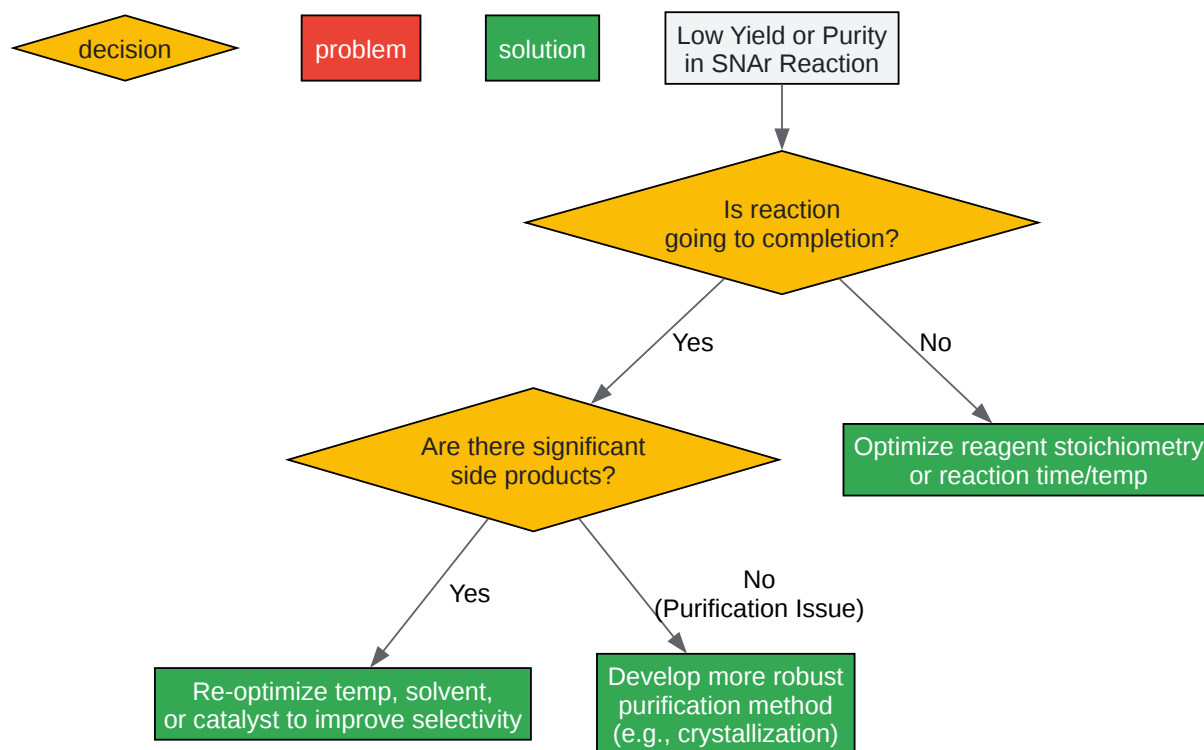 decision
problem
solution
Low Yield or Purity
in SNAr Reaction
Is reaction
going to completion?
Yes
No
Are there significant
side products?
Optimize reagent stoichiometry
or reaction time/temp
Yes
No
(Purification Issue)
Re-optimize temp, solvent,
or catalyst to improve selectivity
Develop more robust
purification method
(e.g., crystallization)